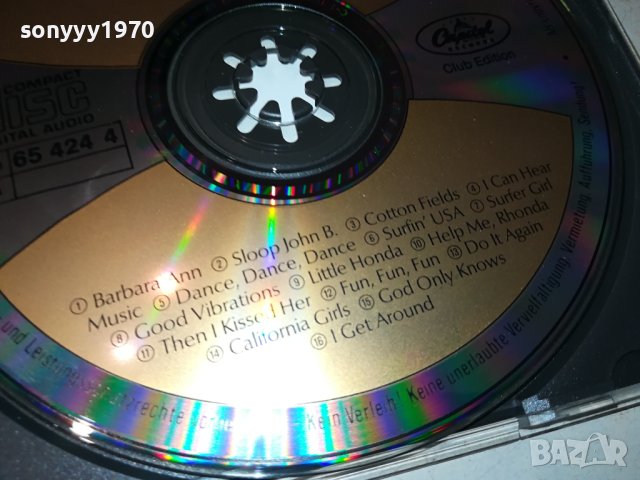 sonyyy1970
Capitol
RECORDS
Club Edition
COMPACT
DISC
DIGITAL AUDIO
65 424 4
① Barbara Ann ② Sloop John B. ③ Cotton Fields ④ I Can Hear
Music ⑤ Dance, Dance, Dance ⑥ Surfin' USA ⑦ Surfer Girl
⑧ Good Vibrations ⑨ Little Honda ⑩ Help Me, Rhonda
⑪ Then I Kissed Her ⑫ Fun, Fun, Fun ⑬ Do It Again
⑭ California Girls ⑮ God Only Knows
⑯ I Get Around
Kein Verleih! Keine unerlaubte Vervielfältigung, Vermietung, Aufführung, Sendung!
BAZAR